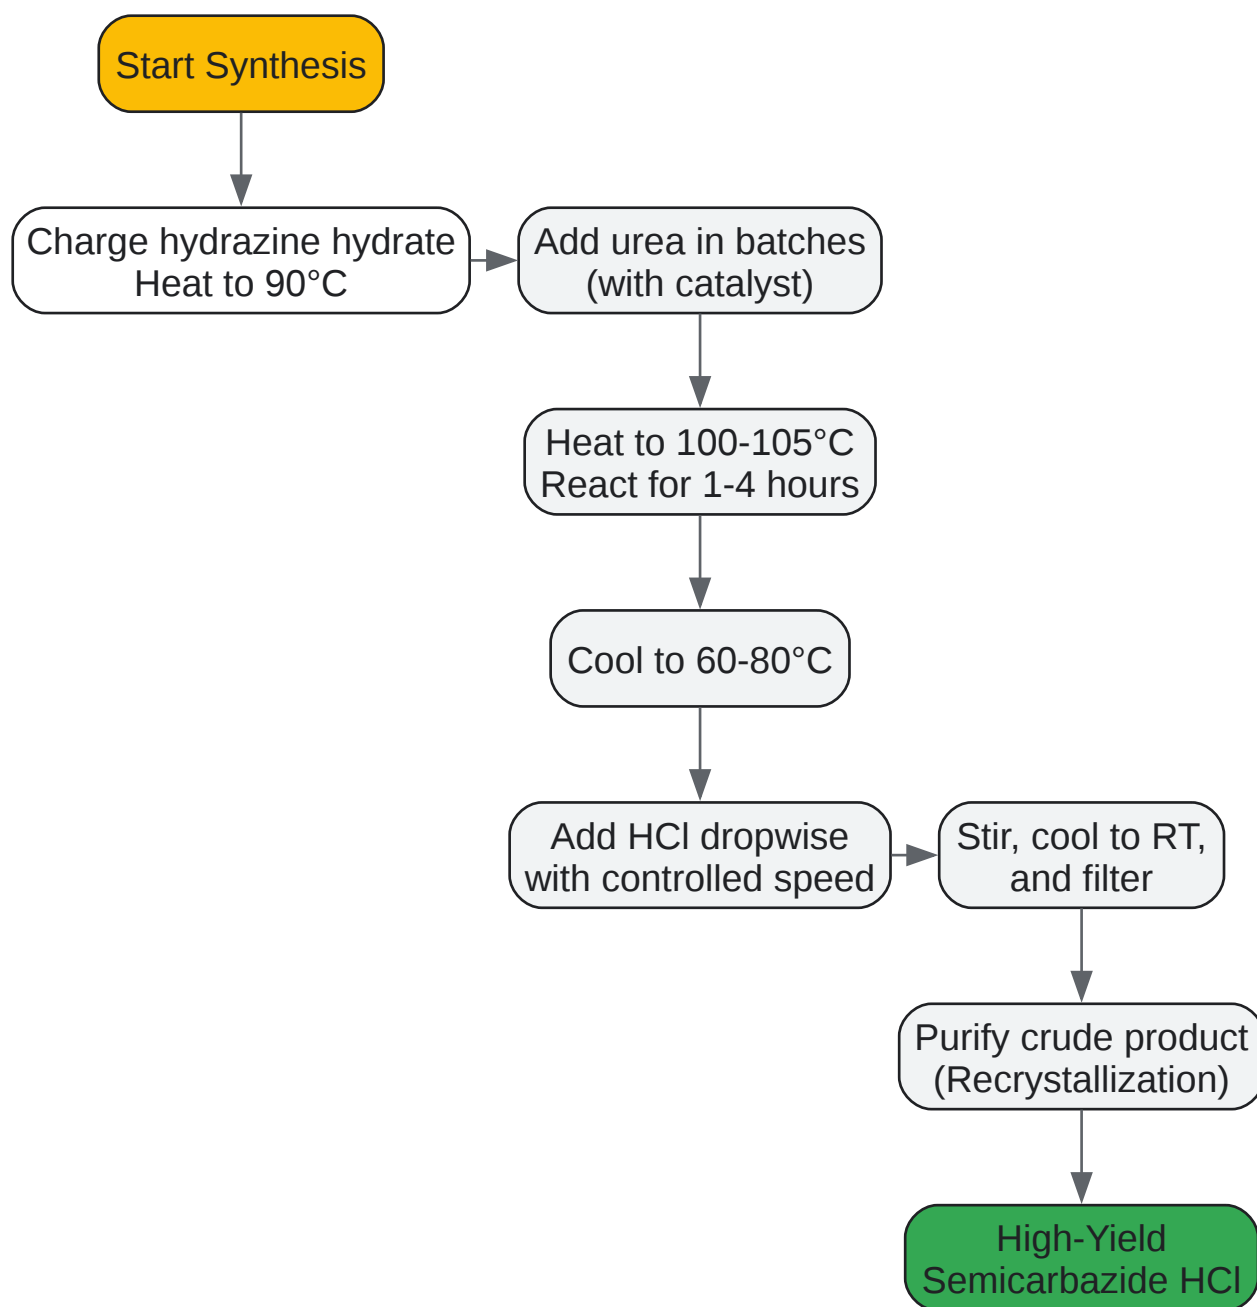 Start Synthesis
Charge hydrazine hydrate
Heat to 90°C
Add urea in batches
(with catalyst)
Heat to 100-105°C
React for 1-4 hours
Cool to 60-80°C
Add HCl dropwise
with controlled speed
Stir, cool to RT,
and filter
Purify crude product
(Recrystallization)
High-Yield
Semicarbazide HCl